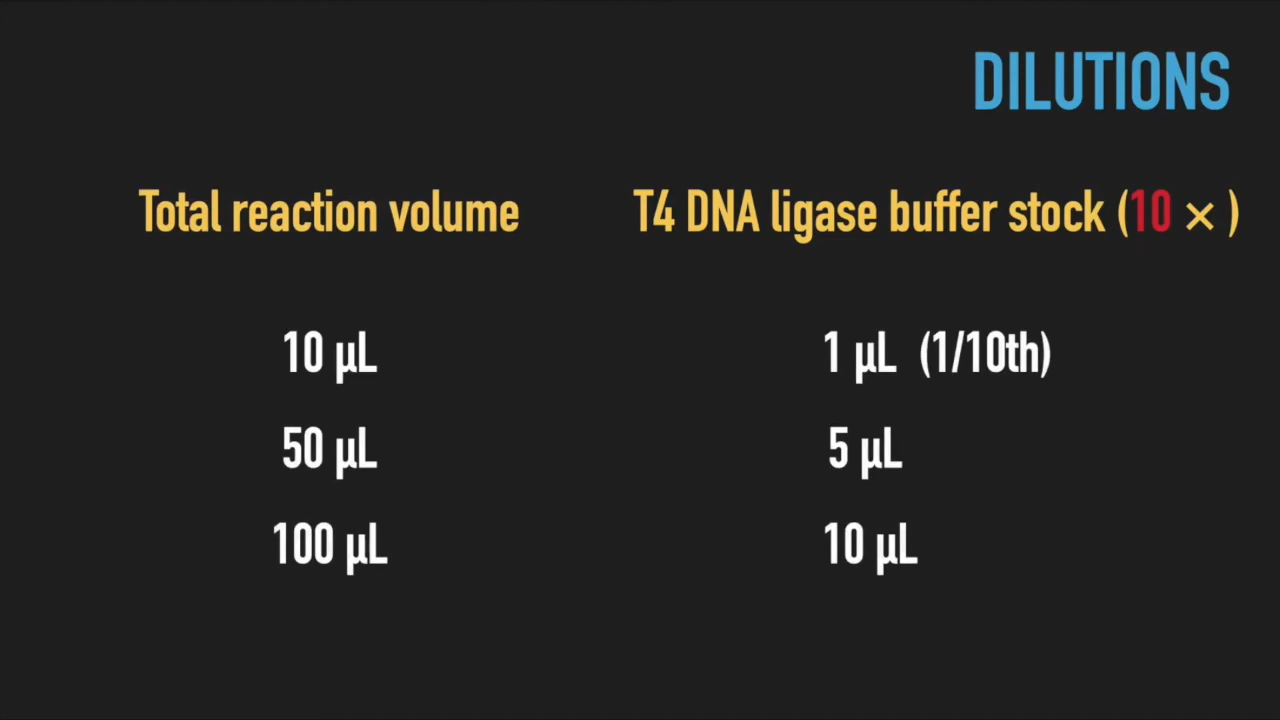 DILUTIONS
Total reaction volume T4 DNA ligase buffer stock (10 × )
10 µL 1 µL (1/10th)
50 µL 5 µL
100 µL 10 µL